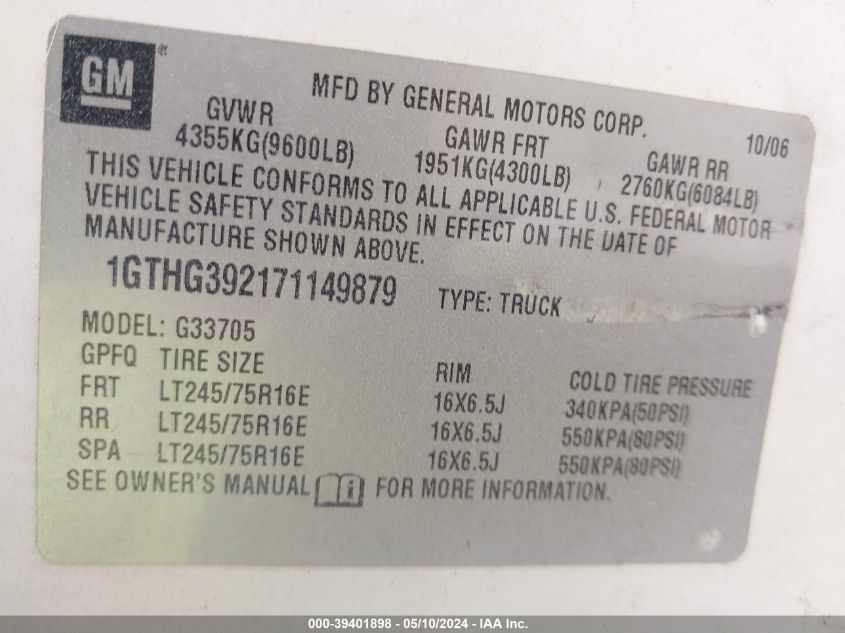 GM®
MFD BY GENERAL MOTORS CORP. 10/06
GVWR GAWR FRT GAWR RR
4355KG(9600LB) 1951KG(4300LB) 2760KG(6084LB)
THIS VEHICLE CONFORMS TO ALL APPLICABLE U.S. FEDERAL MOTOR
VEHICLE SAFETY STANDARDS IN EFFECT ON THE DATE OF
MANUFACTURE SHOWN ABOVE.
1GTHG392171149879 TYPE: TRUCK
MODEL: G33705
GPFQ TIRE SIZE RIM COLD TIRE PRESSURE
FRT LT245/75R16E 16X6.5J 340KPA(50PSI)
RR LT245/75R16E 16X6.5J 550KPA(80PSI)
SPA LT245/75R16E 16X6.5J 550KPA(80PSI)
SEE OWNER'S MANUAL i FOR MORE INFORMATION.
000-39401898 - 05/10/2024 - IAA Inc.